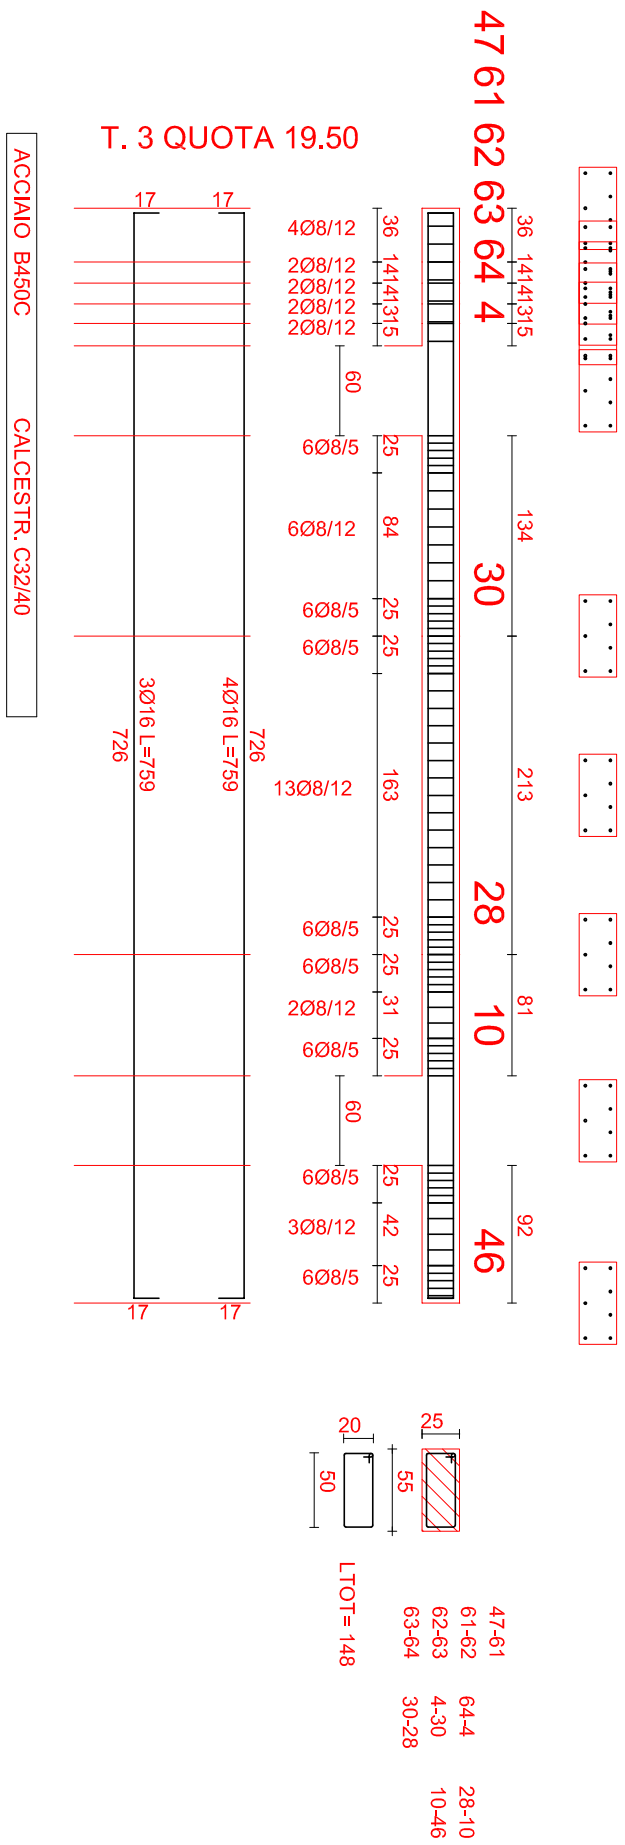 T. 3 QUOTA 19.50
47 61 62 63 64 4 30 28 10 46
36 14 14 13 15 134 213 81 92
36 14 14 13 15 25 84 25 25 163 25 25 31 25 25 42 25
60 60
4Ø8/12
2Ø8/12
2Ø8/12
2Ø8/12
2Ø8/12
6Ø8/5
6Ø8/12
6Ø8/5
6Ø8/5
13Ø8/12
6Ø8/5
6Ø8/5
2Ø8/12
6Ø8/5
6Ø8/5
3Ø8/12
6Ø8/5
17 726 17
4Ø16 L=759
17 3Ø16 L=759 17
726
ACCIAIO B450C CALCESTR. C32/40
25
55
20
50
LTOT= 148
47-61
61-62 64-4 28-10
62-63 4-30 10-46
63-64 30-28